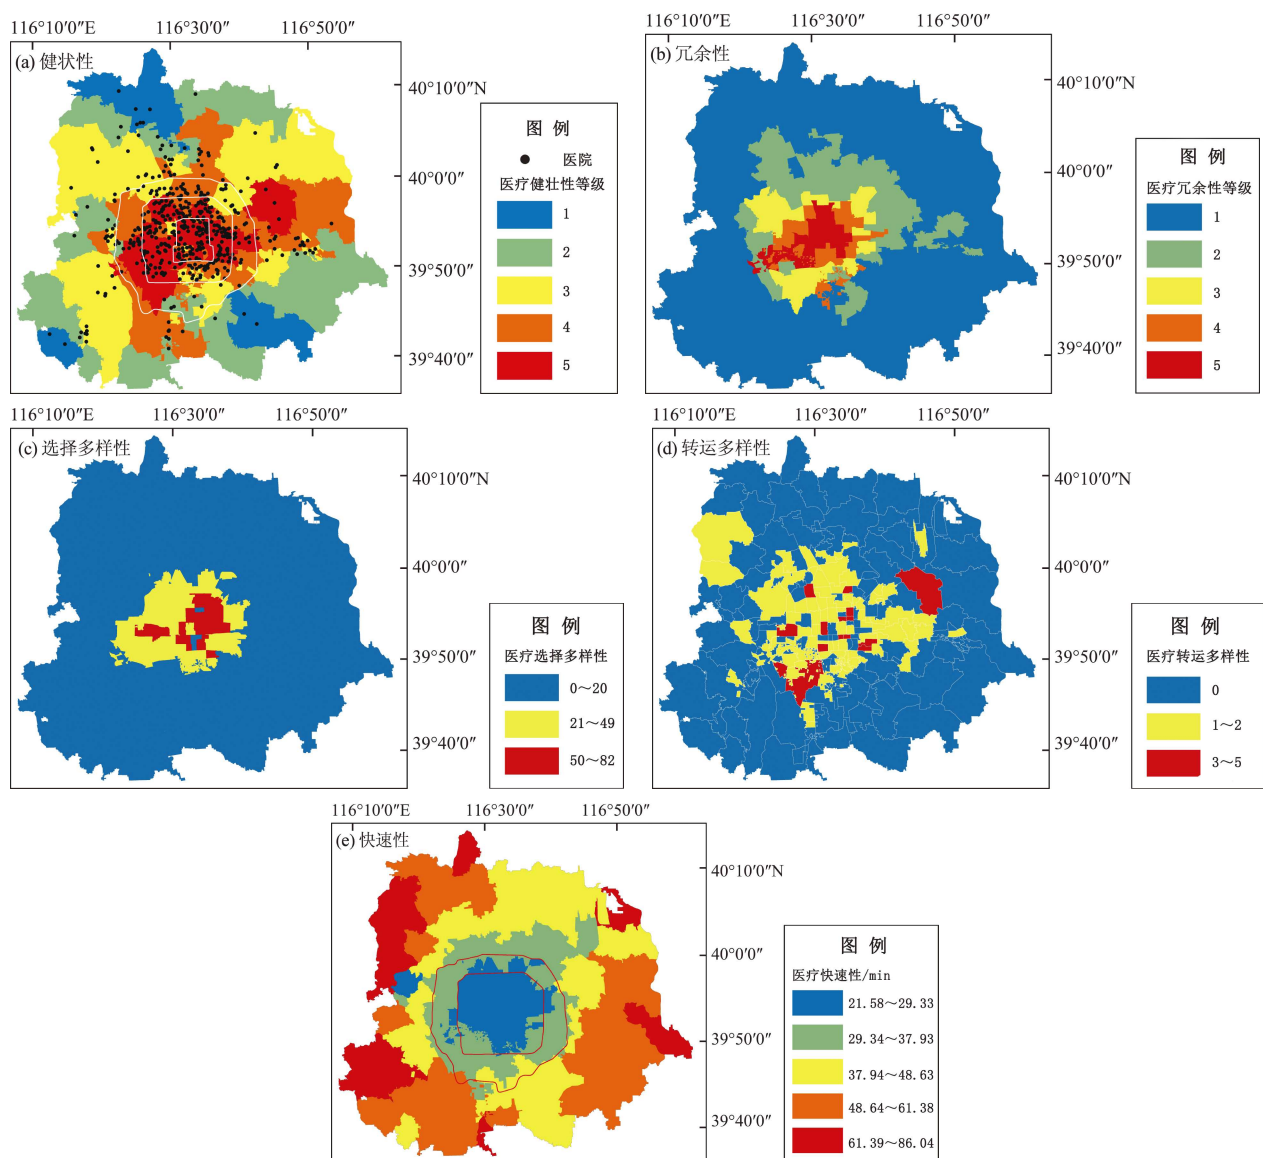 116°10′0″E 116°30′0″ 116°50′0″
(a) 健状性
40°10′0″N
40°0′0″
39°50′0″
39°40′0″
图 例
医院
医疗健壮性等级
1
2
3
4
5
116°10′0″E 116°30′0″ 116°50′0″
(b) 冗余性
40°10′0″N
40°0′0″
39°50′0″
39°40′0″
图 例
医疗冗余性等级
1
2
3
4
5
116°10′0″E 116°30′0″ 116°50′0″
(c) 选择多样性
40°10′0″N
40°0′0″
39°50′0″
39°40′0″
图 例
医疗选择多样性
0～20
21～49
50～82
116°10′0″E 116°30′0″ 116°50′0″
(d) 转运多样性
40°10′0″N
40°0′0″
39°50′0″
39°40′0″
图 例
医疗转运多样性
0
1～2
3～5
116°10′0″E 116°30′0″ 116°50′0″
(e) 快速性
40°10′0″N
40°0′0″
39°50′0″
39°40′0″
图 例
医疗快速性/min
21.58～29.33
29.34～37.93
37.94～48.63
48.64～61.38
61.39～86.04